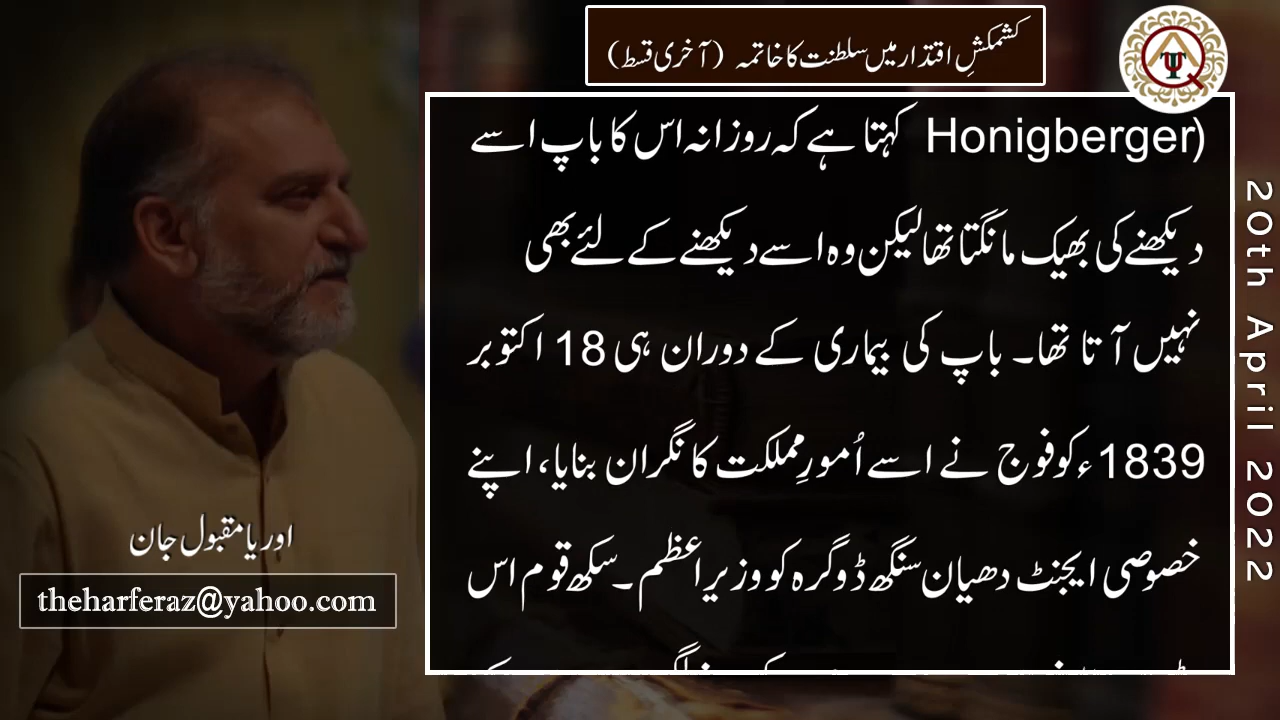 کشمکشِ اقتدار میں سلطنت کا خاتمہ (آخری قسط)
(Honigberger کہتا ہے کہ روزانہ اس کا باپ اسے
دیکھنے کی بھیک مانگتا تھا لیکن وہ اسے دیکھنے کے لئے بھی
نہیں آتا تھا۔ باپ کی بیماری کے دوران ہی 18 اکتوبر
1839ء کو فوج نے اسے اُمورِ مملکت کا نگران بنایا، اپنے
خصوصی ایجنٹ دھیان سنگھ ڈوگرہ کو وزیرِ اعظم۔ سکھ قوم اس
20th April 2022
اوریا مقبول جان
theharferaz@yahoo.com